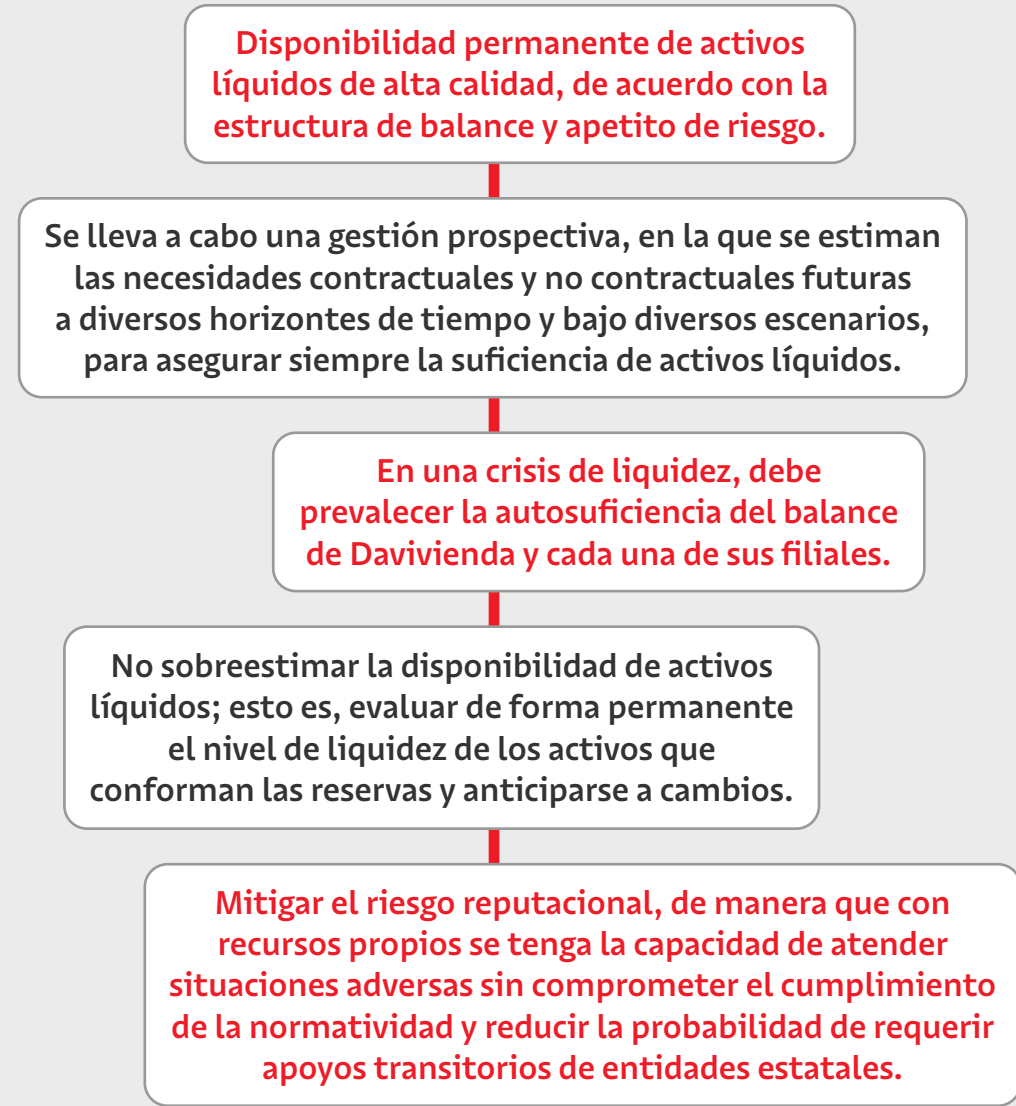 Disponibilidad permanente de activos
líquidos de alta calidad, de acuerdo con la
estructura de balance y apetito de riesgo.
Se lleva a cabo una gestión prospectiva, en la que se estiman
las necesidades contractuales y no contractuales futuras
a diversos horizontes de tiempo y bajo diversos escenarios,
para asegurar siempre la suficiencia de activos líquidos.
En una crisis de liquidez, debe
prevalecer la autosuficiencia del balance
de Davivienda y cada una de sus filiales.
No sobreestimar la disponibilidad de activos
líquidos; esto es, evaluar de forma permanente
el nivel de liquidez de los activos que
conforman las reservas y anticiparse a cambios.
Mitigar el riesgo reputacional, de manera que con
recursos propios se tenga la capacidad de atender
situaciones adversas sin comprometer el cumplimiento
de la normatividad y reducir la probabilidad de requerir
apoyos transitorios de entidades estatales.